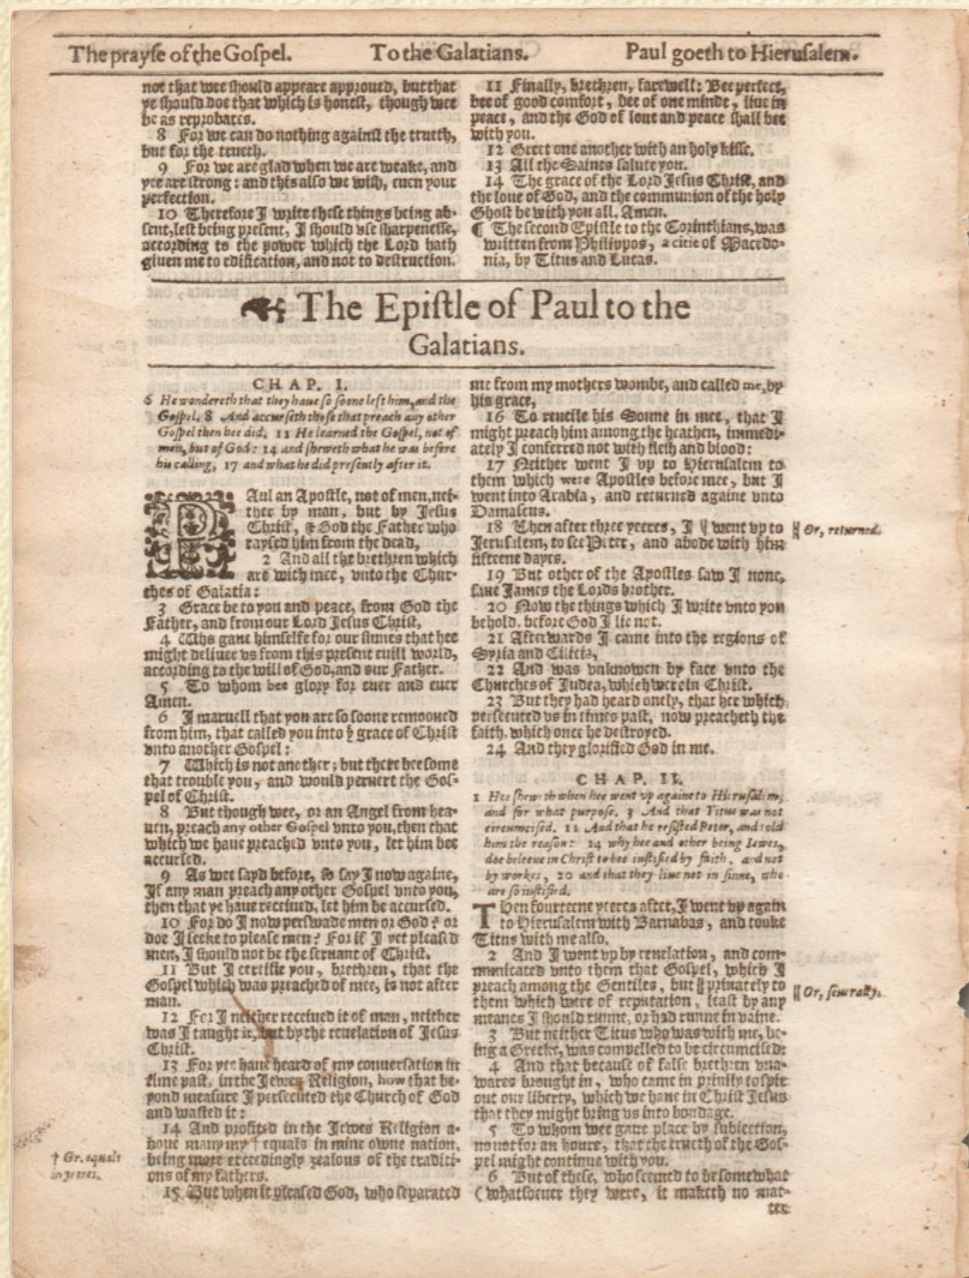 The prayse of the Gospel. To the Galatians. Paul goeth to Hierusalem.
not that wee should appeare approued, but that
ye should doe that which is honest, though wee
be as reprobates.
8 For we can do nothing against the trueth,
but for the trueth.
9 For we are glad when we are weake, and
yee are strong: and this also we wish, euen your
perfection.
10 Therefore I write these things being ab-
sent, lest being present, I should vse sharpenesse,
according to the power which the Lord hath
giuen me to edification, and not to destruction.
11 Finally, brethren, farewell: Bee perfect,
bee of good comfort, bee of one minde, liue in
peace, and the God of loue and peace shall bee
with you.
12 Greet one another with an holy kisse.
13 All the Saints salute you.
14 The grace of the Lord Jesus Christ, and
the loue of God, and the communion of the holy
Ghost be with you all, Amen.
¶ The second Epistle to the Corinthians, was
written from Philippos, a citie of Macedo-
nia, by Titus and Lucas.
The Epistle of Paul to the
Galatians.
CHAP. I.
6 He wondereth that they haue so soone left him, and the
Gospel. 8 And accurseth those that preach any other
Gospel then hee did. 11 He learned the Gospel, not of
men, but of God: 14 and sheweth what he was before
his calling, 17 and what he did presently after it.
PAul an Apostle, not of men, nei-
ther by man, but by Jesus
Christ, & God the Father who
raysed him from the dead,
2 And all the brethren which
are with mee, vnto the Chur-
ches of Galatia:
3 Grace be to you and peace, from God the
Father, and from our Lord Jesus Christ,
4 Who gaue himselfe for our sinnes that hee
might deliuer vs from this present euill world,
according to the will of God, and our Father.
5 To whom bee glory for euer and euer
Amen.
6 I maruell that you are so soone remooued
from him, that called you into ye grace of Christ
vnto another Gospel:
7 Which is not another; but there bee some
that trouble you, and would peruert the Gos-
pel of Christ.
8 But though wee, or an Angel from hea-
uen, preach any other Gospel vnto you, then that
which we haue preached vnto you, let him bee
accursed.
9 As wee sayd before, so say I now againe,
If any man preach any other Gospel vnto you,
then that ye haue receiued, let him be accursed.
10 For do I now perswade men or God? or
doe I seeke to please men? For if I yet pleased
men, I should not be the seruant of Christ.
11 But I certifie you, brethren, that the
Gospel which was preached of mee, is not after
man.
12 For I neither receiued it of man, neither
was I taught it, but by the reuelation of Jesus
Christ.
13 For yee haue heard of my conuersation in
time past, in the Jewes Religion, how that be-
yond measure I persecuted the Church of God
and wasted it:
14 And profited in the Jewes Religion a-
boue many my † equals in mine owne nation,
being more exceedingly zealous of the traditi-
ons of my fathers.
† Gr. equals
in yeeres.
15 But when it pleased God, who separated
me from my mothers wombe, and called me, by
his grace,
16 To reueile his Sonne in mee, that I
might preach him among the heathen, immedi-
ately I conferred not with flesh and blood:
17 Neither went I vp to Hierusalem to
them which were Apostles before mee, but I
went into Arabia, and returned againe vnto
Damascus.
18 Then after three yeeres, I || went vp to
Jerusalem, to see Peter, and abode with him
fifteene dayes.
|| Or, returned.
19 But other of the Apostles saw I none,
saue James the Lords brother.
20 Now the things which I write vnto you
behold, before God I lie not.
21 Afterwards I came into the regions of
Syria and Cilicia,
22 And was vnknowen by face vnto the
Churches of Judea, which were in Christ.
23 But they had heard onely, that hee which
persecuted vs in times past, now preacheth the
faith, which once he destroyed.
24 And they glorified God in me.
CHAP. II.
1 Hee sheweth when hee went vp againe to Hierusalem,
and for what purpose. 3 And that Titus was not
circumcised. 11 And that he resisted Peter, and told
him the reason: 14 why hee and other being Iewes,
doe beleeue in Christ to bee iustified by faith, and not
by workes, 20 and that they liue not in sinne, who
are so iustified.
THen fourteene yeeres after, I went vp again
to Hierusalem with Barnabas, and tooke
Titus with me also.
2 And I went vp by reuelation, and com-
municated vnto them that Gospel, which I
preach among the Gentiles, but || priuately to
them which were of reputation, least by any
meanes I should runne, or had runne in vaine.
|| Or, seuerally.
3 But neither Titus who was with me, be-
ing a Greeke, was compelled to be circumcised:
4 And that because of false brethren vna-
wares brought in, who came in priuily to spie
out our liberty, which we haue in Christ Jesus
that they might bring vs into bondage.
5 To whom wee gaue place by subiection,
no not for an houre, that the trueth of the Gos-
pel might continue with you.
6 But of these, who seemed to be somewhat
(whatsoeuer they were, it maketh no mat-
ter